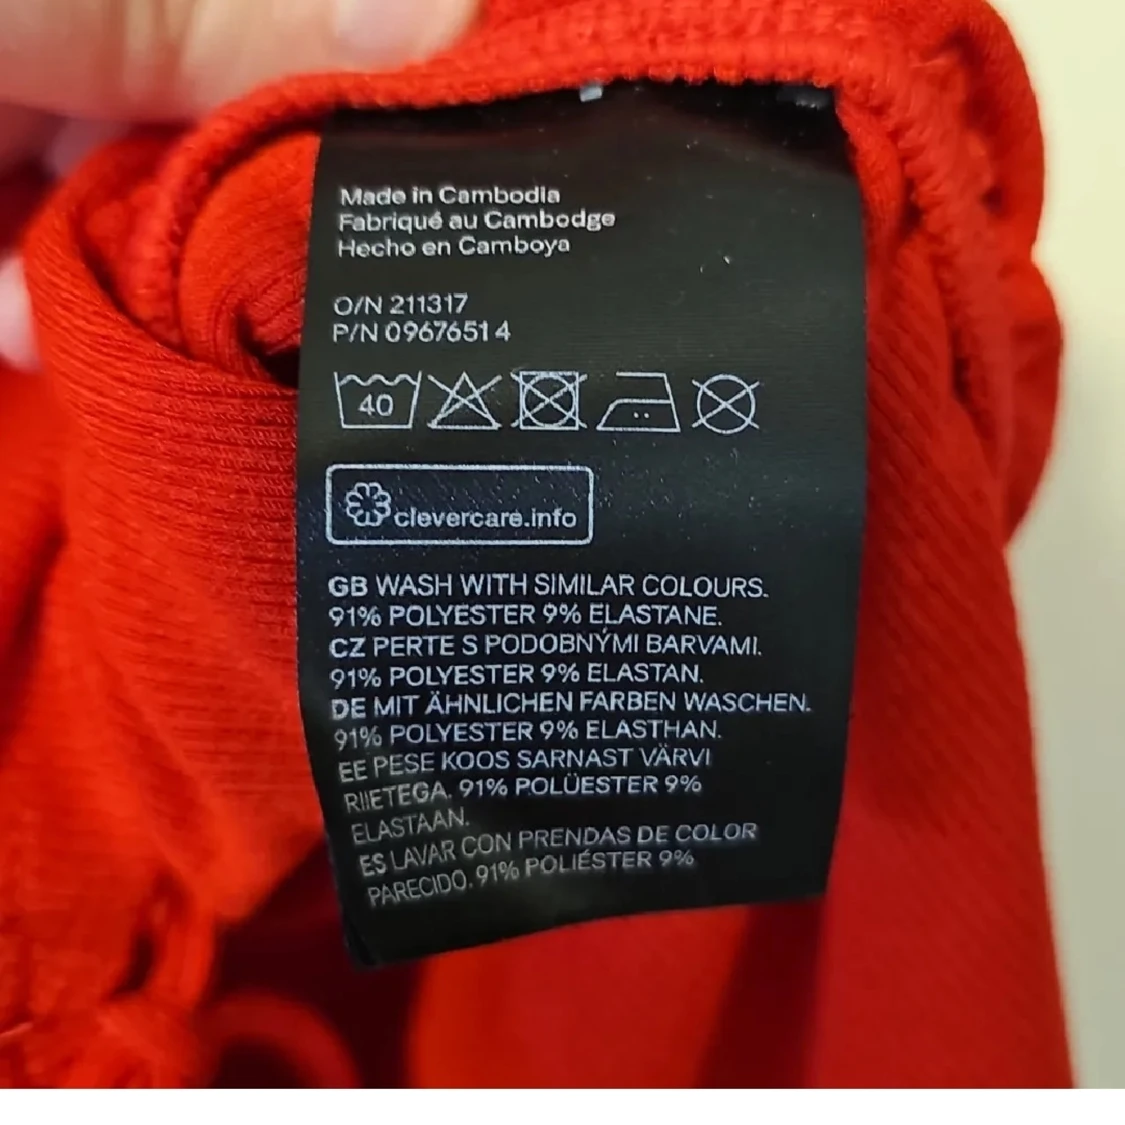 Made in Cambodia
Fabriqué au Cambodge
Hecho en Camboya
O/N 211317
P/N 09676514
40
clevercare.info
GB WASH WITH SIMILAR COLOURS.
91% POLYESTER 9% ELASTANE.
CZ PERTE S PODOBNÝMI BARVAMI.
91% POLYESTER 9% ELASTAN.
DE MIT ÄHNLICHEN FARBEN WASCHEN.
91% POLYESTER 9% ELASTHAN.
EE PESE KOOS SARNAST VÄRVI
RIIETEGA. 91% POLÜESTER 9%
ELASTAAN.
ES LAVAR CON PRENDAS DE COLOR
PARECIDO. 91% POLIÉSTER 9%